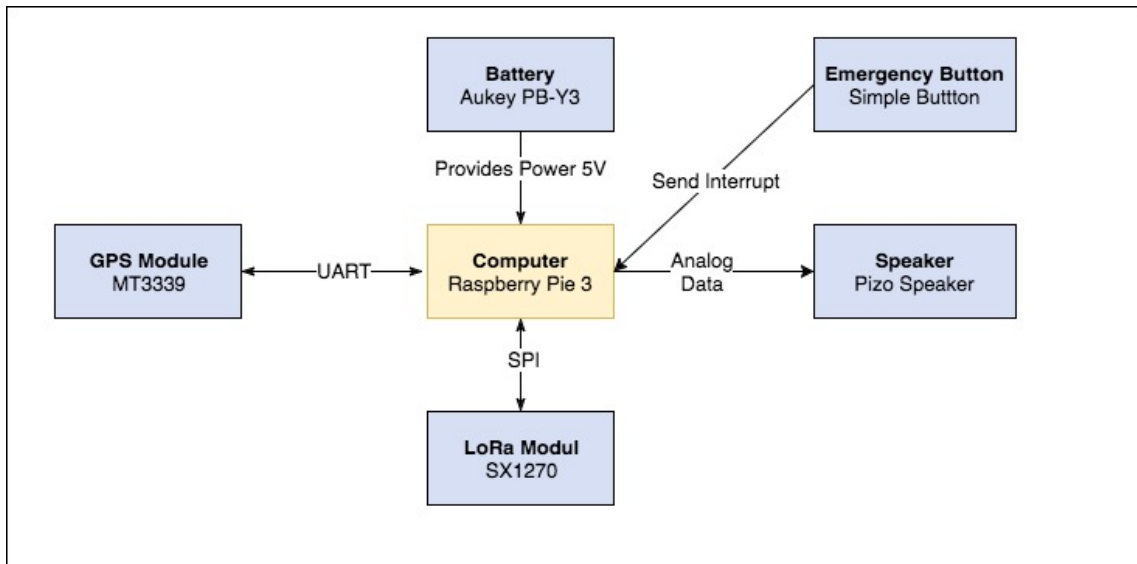 Battery
Aukey PB-Y3
Emergency Button
Simple Buttton
Provides Power 5V
Send Interrupt
GPS Module
MT3339
UART
Computer
Raspberry Pie 3
Analog
Data
Speaker
Pizo Speaker
SPI
LoRa Modul
SX1270